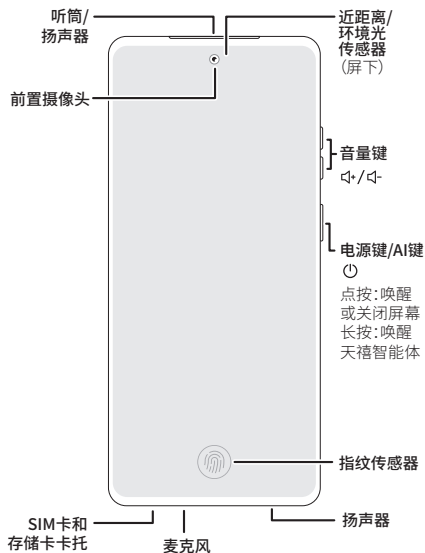 听筒/
扬声器
近距离/
环境光
传感器
(屏下)
前置摄像头
音量键
+/-
电源键/AI键
点按:唤醒
或关闭屏幕
长按:唤醒
天禧智能体
指纹传感器
SIM卡和
存储卡卡托
麦克风
扬声器